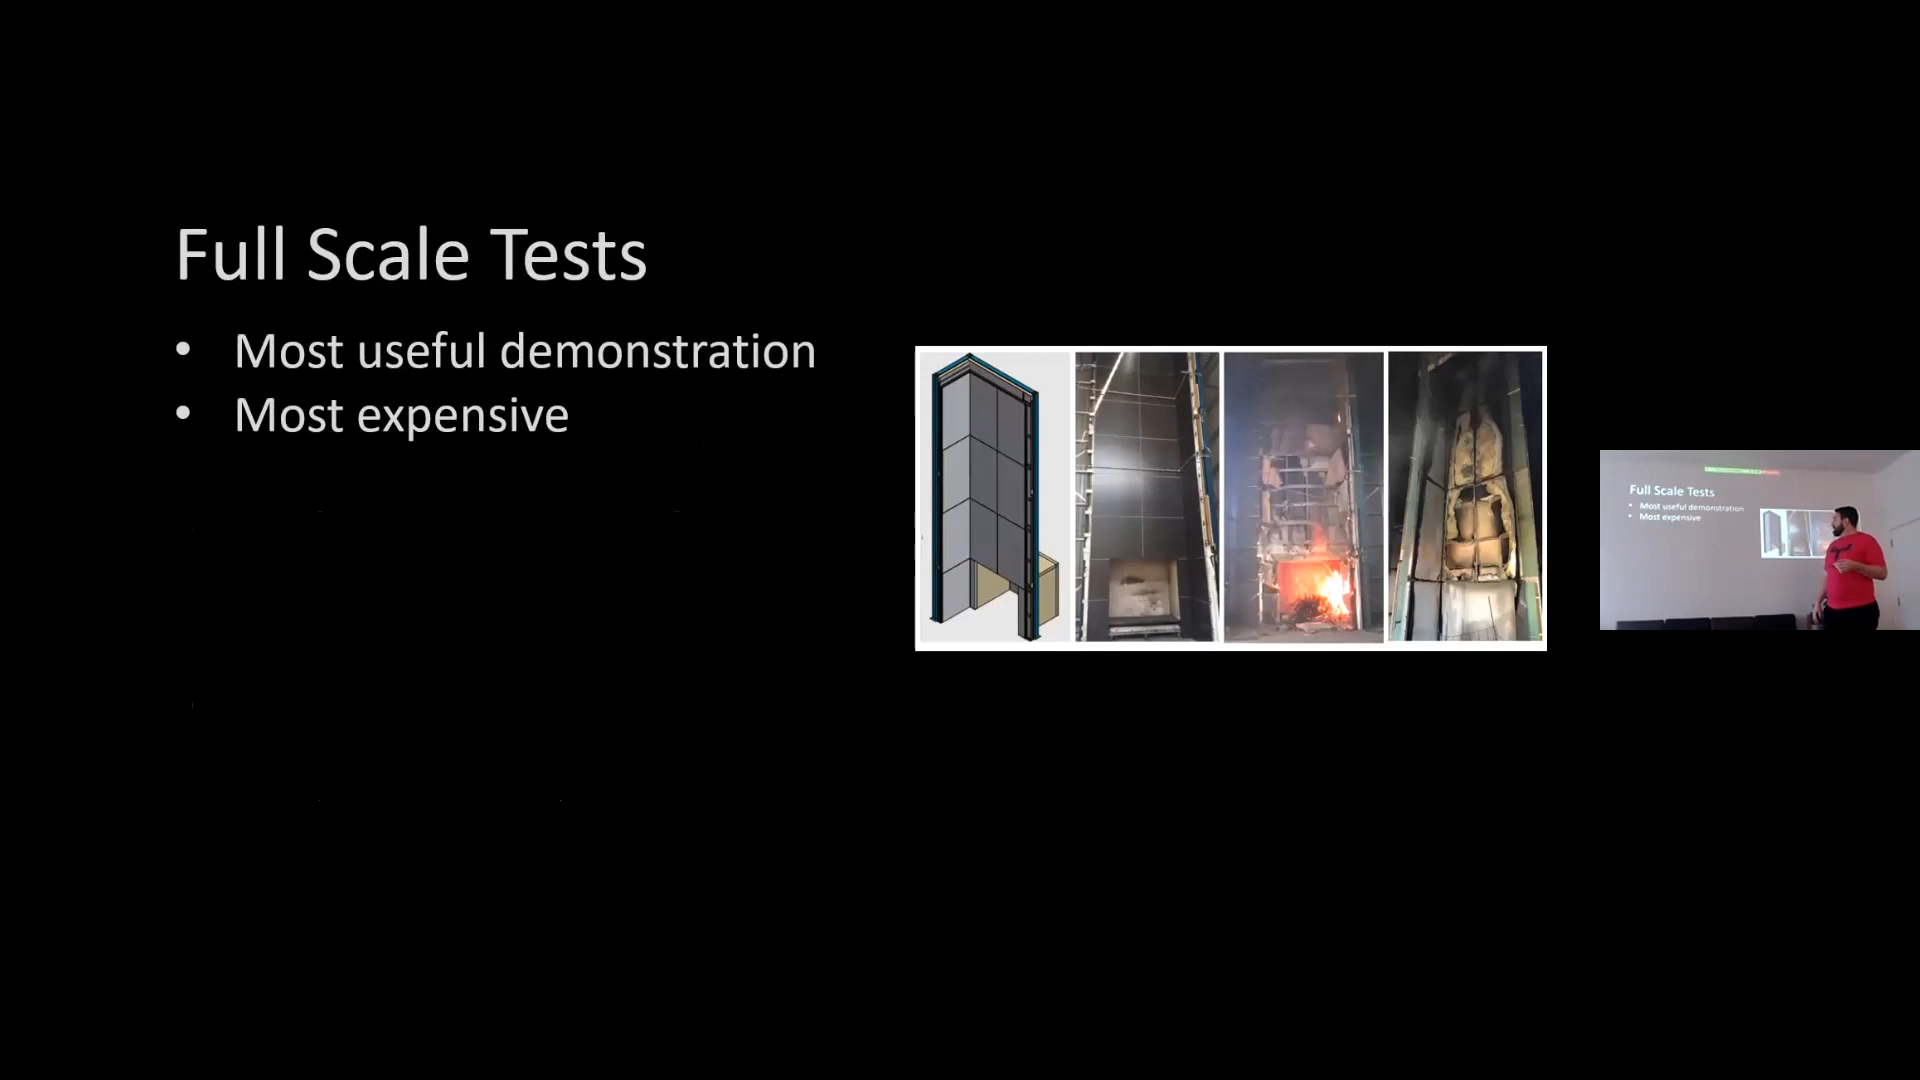 Full Scale Tests
• Most useful demonstration
• Most expensive
Full Scale Tests
• Most useful demonstration
• Most expensive